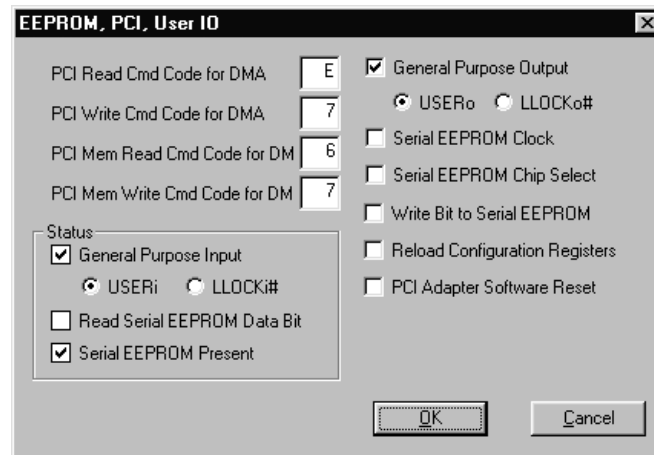 EEPROM, PCI, User IO
PCI Read Cmd Code for DMA E
PCI Write Cmd Code for DMA 7
PCI Mem Read Cmd Code for DM 6
PCI Mem Write Cmd Code for DM 7
Status
General Purpose Input
USERi LLOCKi#
Read Serial EEPROM Data Bit
Serial EEPROM Present
General Purpose Output
USERo LLOCKo#
Serial EEPROM Clock
Serial EEPROM Chip Select
Write Bit to Serial EEPROM
Reload Configuration Registers
PCI Adapter Software Reset
OK Cancel